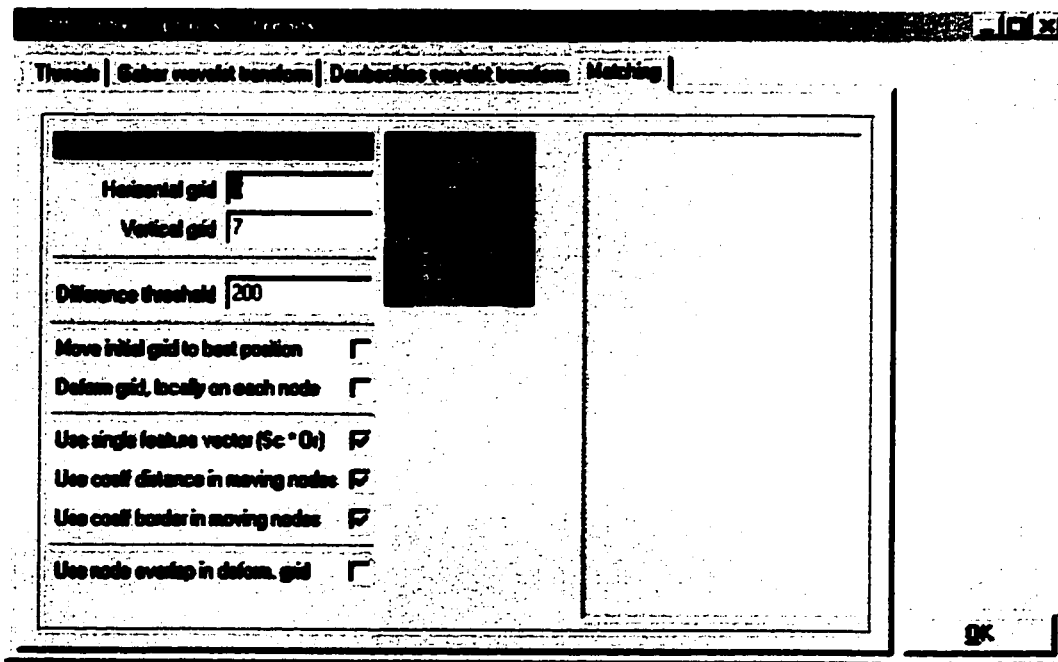 Threads Gabor wavelet transform Daubechies wavelet transform Matching
Horizontal grid
Vertical grid 7
Difference threshold 200
Move initial grid to best position
Deform grid, locally on each node
Use single feature vector (Sc * Or)
Use coeff distance in moving nodes
Use coeff border in moving nodes
Use node overlap in deform. grid
OK